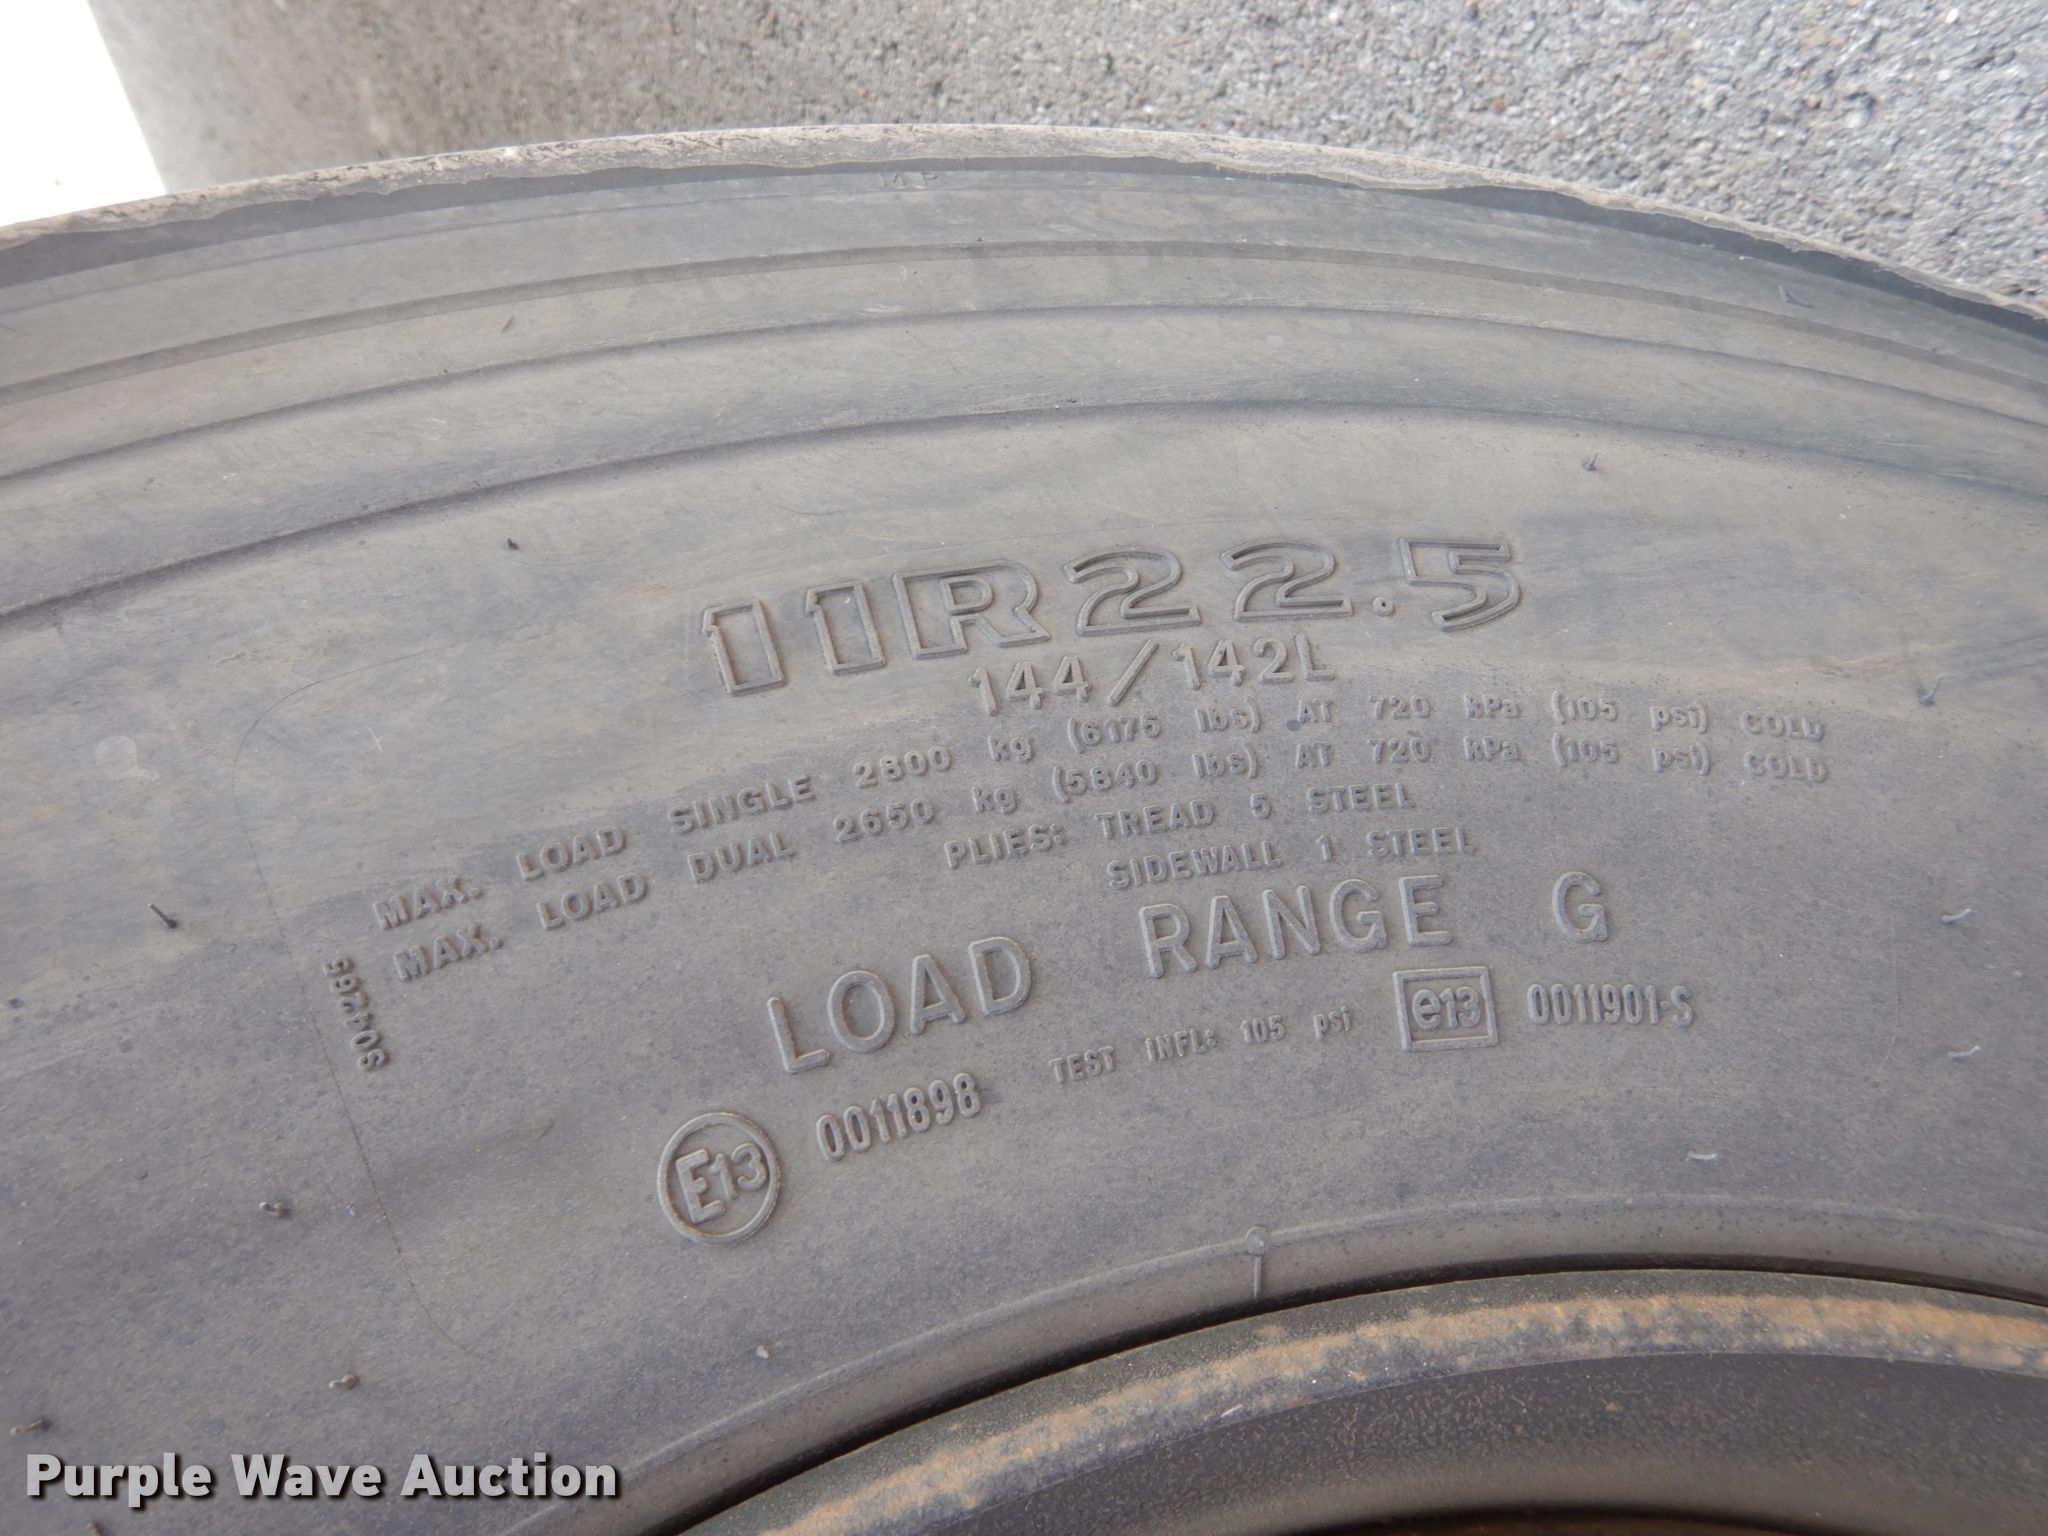 11R22.5
144/142L
MAX. LOAD SINGLE 2800 kg (6175 lbs) AT 720 kPa (105 psi) COLD
MAX. LOAD DUAL 2650 kg (5840 lbs) AT 720 kPa (105 psi) COLD
PLIES: TREAD 5 STEEL
SIDEWALL 1 STEEL
LOAD RANGE G
S04265
E13 0011898 TEST INFL: 105 psi e13 0011901-S
Purple Wave Auction